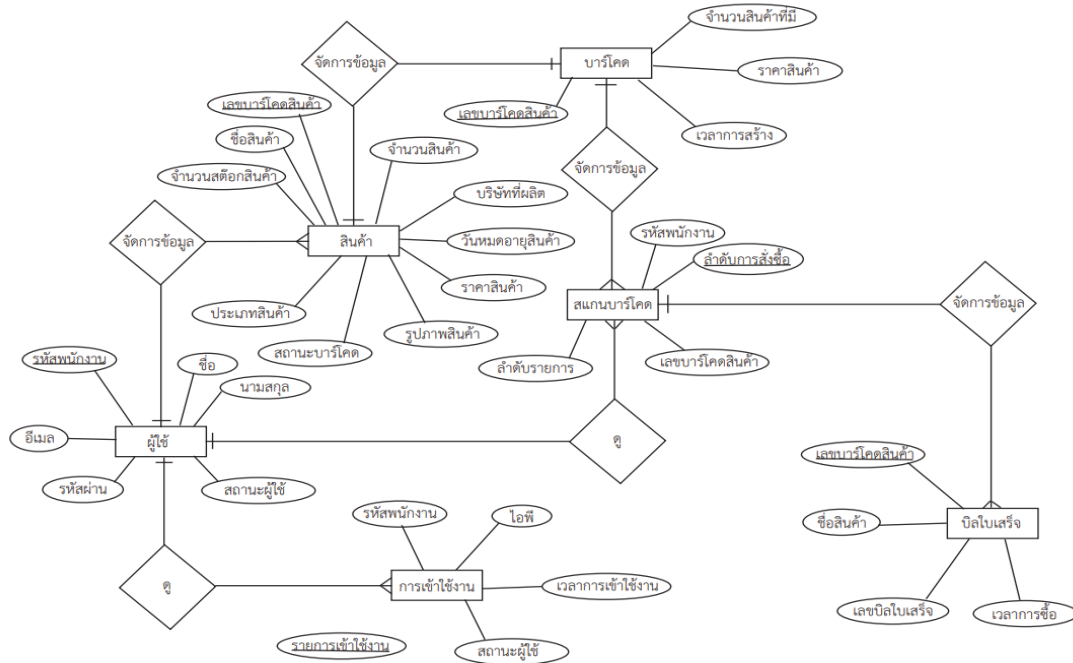 จำนวนสินค้าที่มี
จัดการข้อมูล
บาร์โคด
ราคาสินค้า
เลขบาร์โคดสินค้า
เลขบาร์โคดสินค้า
เวลาการสร้าง
ชื่อสินค้า
จำนวนสินค้า
จัดการข้อมูล
จำนวนสต๊อกสินค้า
บริษัทที่ผลิต
รหัสพนักงาน
จัดการข้อมูล
สินค้า
วันหมดอายุสินค้า
ลำดับการสั่งซื้อ
ราคาสินค้า
สแกนบาร์โคด
จัดการข้อมูล
ประเภทสินค้า
รูปภาพสินค้า
สถานะบาร์โคด
เลขบาร์โคดสินค้า
ลำดับรายการ
รหัสพนักงาน
ชื่อ
นามสกุล
อีเมล
ผู้ใช้
ดู
เลขบาร์โคดสินค้า
รหัสผ่าน
สถานะผู้ใช้
รหัสพนักงาน
ไอพี
ชื่อสินค้า
บิลใบเสร็จ
ดู
การเข้าใช้งาน
เวลาการเข้าใช้งาน
เลขบิลใบเสร็จ
เวลาการซื้อ
รายการเข้าใช้งาน
สถานะผู้ใช้